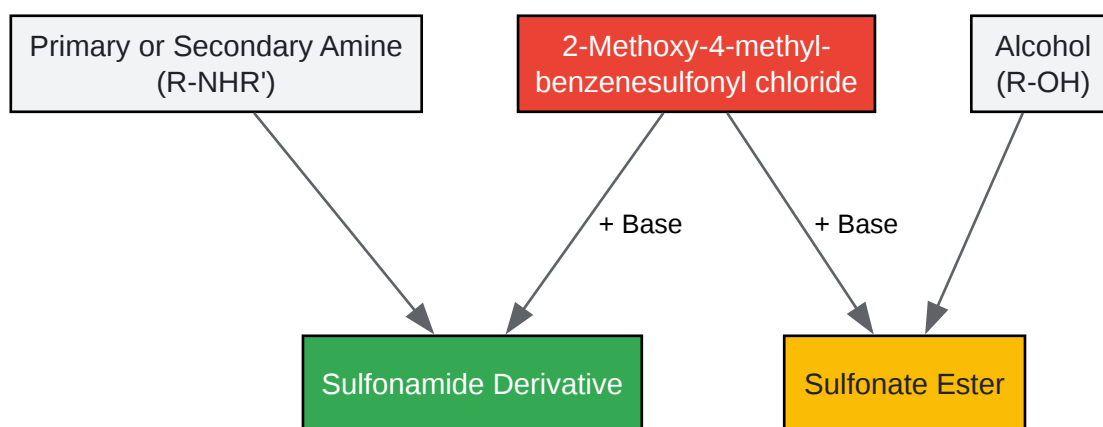 Primary or Secondary Amine
(R-NHR')
2-Methoxy-4-methyl-
benzenesulfonyl chloride
Alcohol
(R-OH)
+ Base
+ Base
Sulfonamide Derivative
Sulfonate Ester